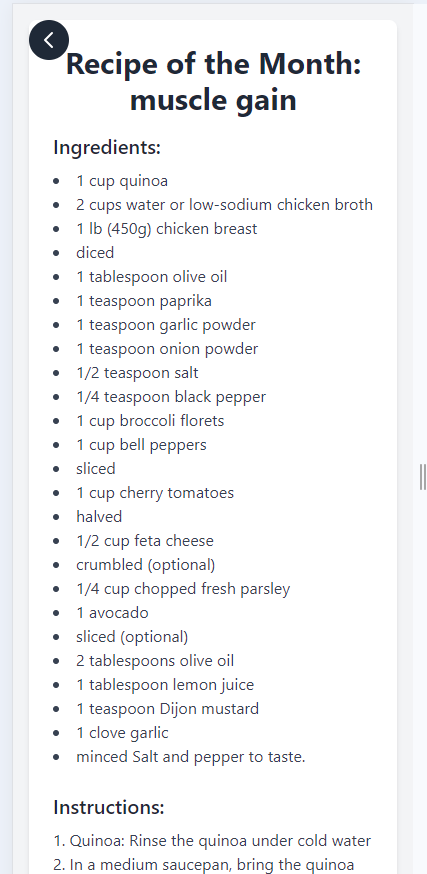 Recipe of the Month:
muscle gain
Ingredients:
• 1 cup quinoa
• 2 cups water or low-sodium chicken broth
• 1 lb (450g) chicken breast
• diced
• 1 tablespoon olive oil
• 1 teaspoon paprika
• 1 teaspoon garlic powder
• 1 teaspoon onion powder
• 1/2 teaspoon salt
• 1/4 teaspoon black pepper
• 1 cup broccoli florets
• 1 cup bell peppers
• sliced
• 1 cup cherry tomatoes
• halved
• 1/2 cup feta cheese
• crumbled (optional)
• 1/4 cup chopped fresh parsley
• 1 avocado
• sliced (optional)
• 2 tablespoons olive oil
• 1 tablespoon lemon juice
• 1 teaspoon Dijon mustard
• 1 clove garlic
• minced Salt and pepper to taste.
Instructions:
1. Quinoa: Rinse the quinoa under cold water
2. In a medium saucepan, bring the quinoa